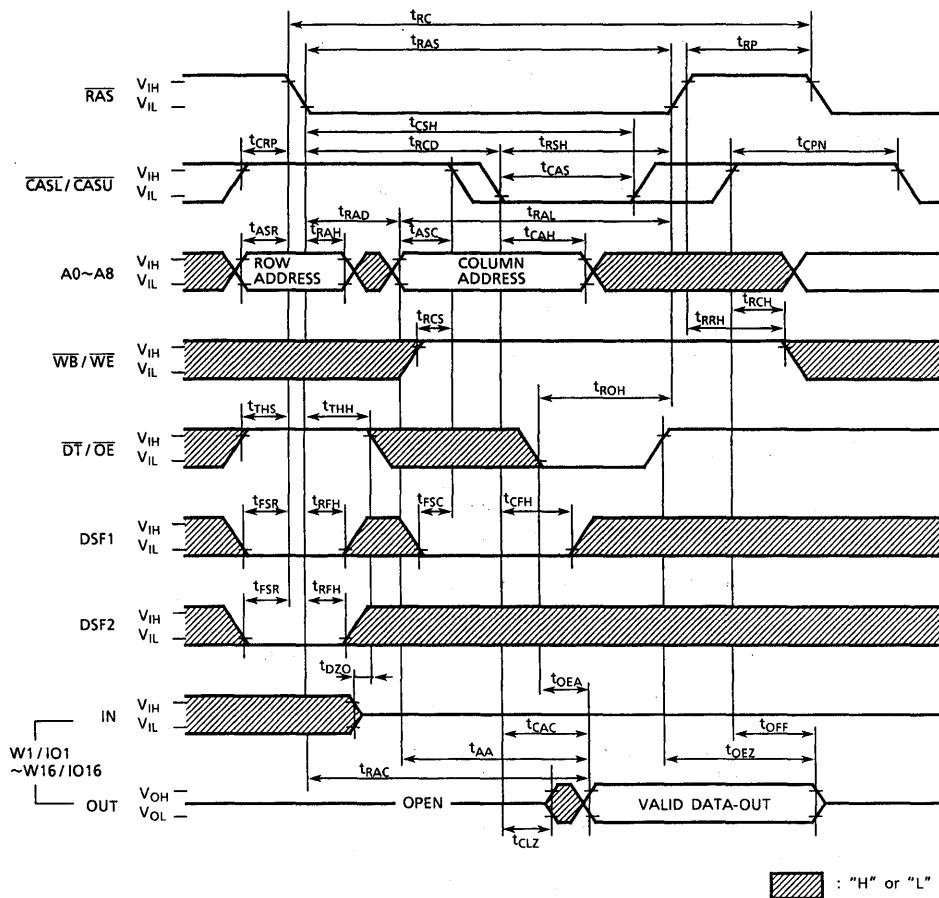 tRC
tRAS
tRP
RAS
VIH
VIL
tCSH
tCRP
tRCD
tRSH
tCPN
CASL / CASU
VIH
VIL
tCAS
tRAD
tRAL
tASR
tRAH
tASC
tCAH
A0~A8
VIH
VIL
ROW ADDRESS
COLUMN ADDRESS
tRCH
tRCS
tRRH
WB / WE
VIH
VIL
tROH
tTHS
tTHH
DT / OE
VIH
VIL
tFSR
tRFH
tFSC
tCFH
DSF1
VIH
VIL
tFSR
tRFH
DSF2
VIH
VIL
tDZO
tOEA
IN
VIH
VIL
tCAC
tOFF
W1/IO1
~W16/IO16
tAA
tOEZ
tRAC
OUT
VOH
VOL
OPEN
VALID DATA-OUT
tCLZ
: "H" or "L"